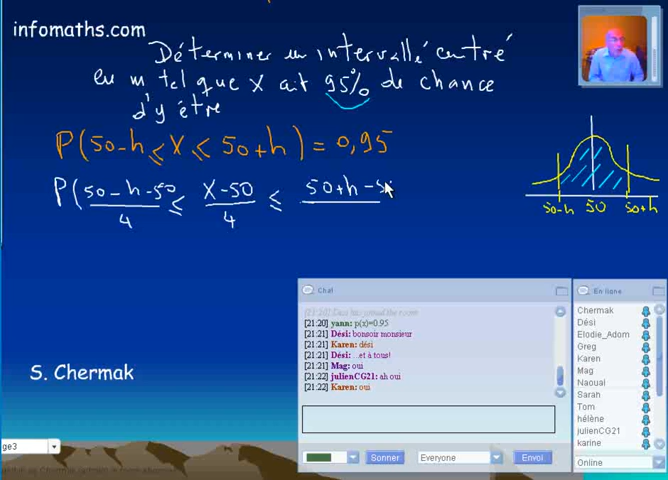 infomaths.com
Déterminer un intervallé centré
en m tel que X ait 95% de chance
d'y être
P(50-h ≤ X ≤ 50+h) = 0,95
P(50-h-50/4 ≤ X-50/4 ≤ 50+h-5
50-h 50 50+h
S. Chermak
Chat
[21:20] yann: p(x)=0.95
[21:21] Dési: bonsoir monsieur
[21:21] Karen: dési
[21:21] Dési: ...et à tous!
[21:21] Mag: oui
[21:22] julienCG21: ah oui
[21:22] Karen: oui
Sonner
Everyone
Envoi
En ligne
Chermak
Dési
Elodie_Adom
Greg
Karen
Mag
Naoual
Sarah
Tom
hélène
julienCG21
karine
Online
ge3